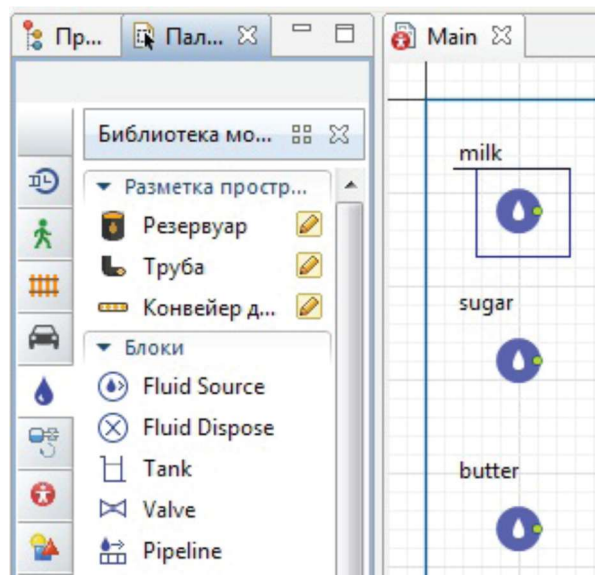 Пр...
Пал...
Main
Библиотека мо...
Разметка простр...
Резервуар
Труба
Конвейер д...
Блоки
Fluid Source
Fluid Dispose
Tank
Valve
Pipeline
milk
sugar
butter